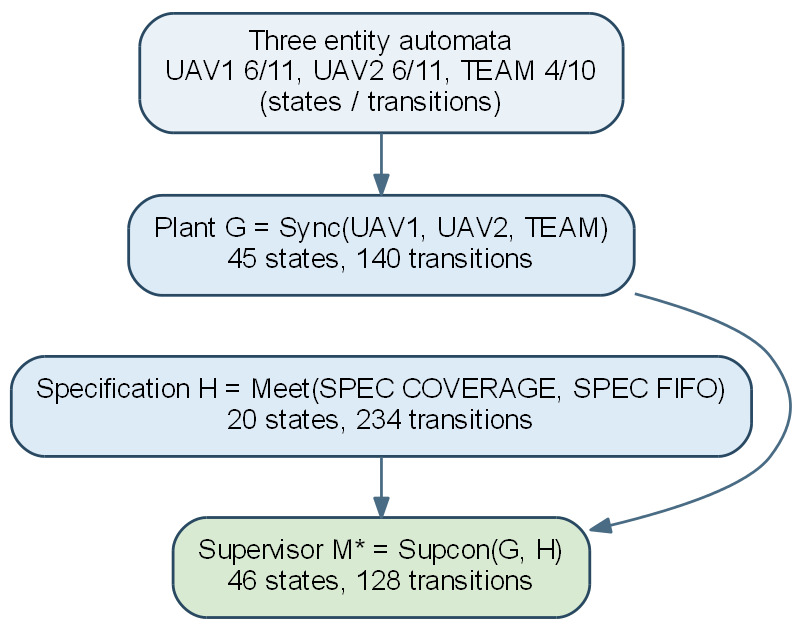 Three entity automata
UAV1 6/11, UAV2 6/11, TEAM 4/10
(states / transitions)
Plant G = Sync(UAV1, UAV2, TEAM)
45 states, 140 transitions
Specification H = Meet(SPEC COVERAGE, SPEC FIFO)
20 states, 234 transitions
Supervisor M* = Supcon(G, H)
46 states, 128 transitions